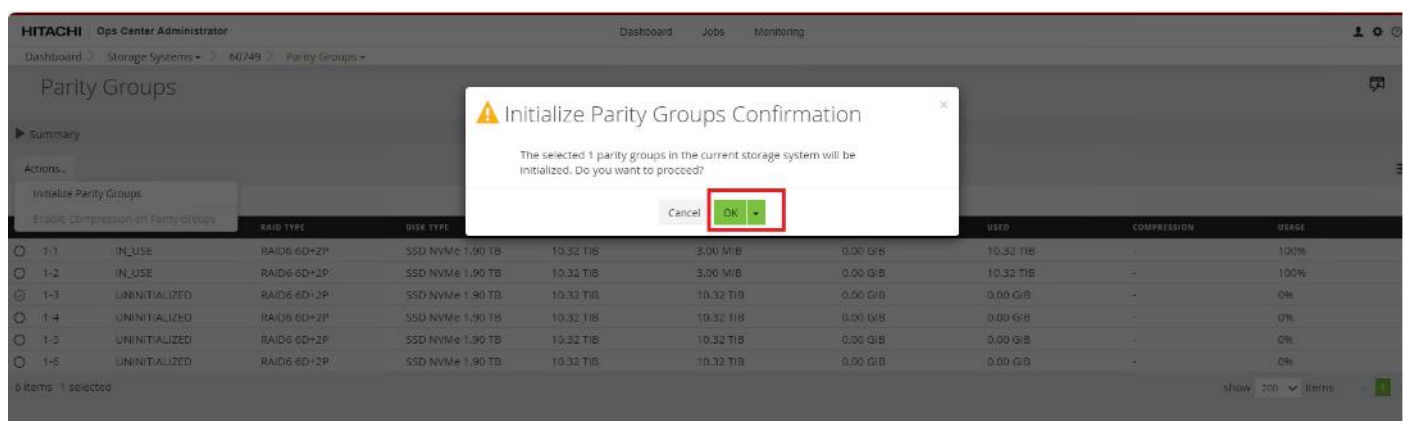 HITACHI Ops Center Administrator Dashboard Jobs Monitoring
Dashboard Storage Systems 60749 Parity Groups
Parity Groups
Initialize Parity Groups Confirmation ×
Summary
The selected 1 parity groups in the current storage system will be
initialized. Do you want to proceed?
Actions...
Initialize Parity Groups
Enable Compression on Parity Groups
Cancel OK
RAID TYPE DISK TYPE USED COMPRESSION USAGE
1-1 IN_USE RAID6 6D+2P SSD NVMe 1.90 TB 10.32 TiB 3.00 MiB 0.00 GiB 10.32 TiB - 100%
1-2 IN_USE RAID6 6D+2P SSD NVMe 1.90 TB 10.32 TiB 3.00 MiB 0.00 GiB 10.32 TiB - 100%
1-3 UNINITIALIZED RAID6 6D+2P SSD NVMe 1.90 TB 10.32 TiB 10.32 TiB 0.00 GiB 0.00 GiB - 0%
1-4 UNINITIALIZED RAID6 6D+2P SSD NVMe 1.90 TB 10.32 TiB 10.32 TiB 0.00 GiB 0.00 GiB - 0%
1-5 UNINITIALIZED RAID6 6D+2P SSD NVMe 1.90 TB 10.32 TiB 10.32 TiB 0.00 GiB 0.00 GiB - 0%
1-6 UNINITIALIZED RAID6 6D+2P SSD NVMe 1.90 TB 10.32 TiB 10.32 TiB 0.00 GiB 0.00 GiB - 0%
6 items 1 selected show 200 items 1